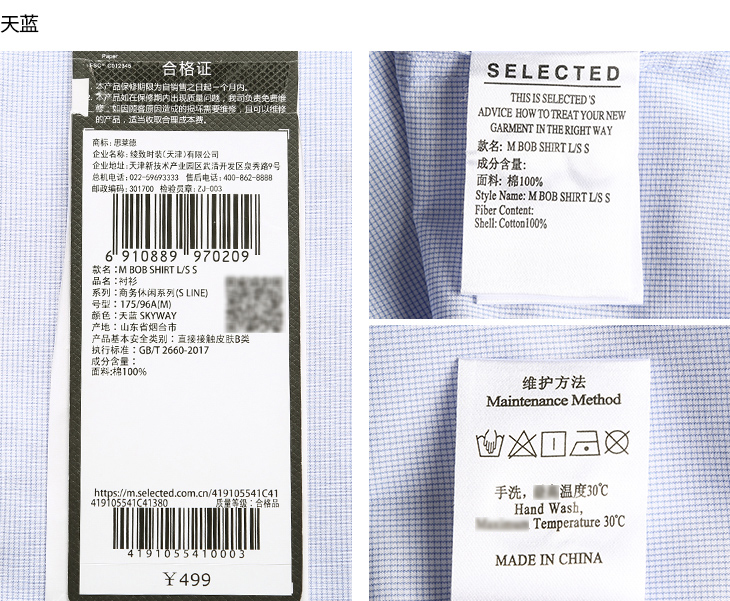 天蓝
Paper
FSC® C012846
合格证
本产品保修期限为自销售之日起一个月内。
本产品如在保修期内出现质量问题，我司负责免费维
修，如因顾客原因造成的损坏需要维修，且可以维修
的产品，适当收取合理成本费。
商标: 思莱德
企业名称: 绫致时装(天津)有限公司
企业地址: 天津新技术产业园区武清开发区泉秀路9号
总机电话: 022-59693333 售后电话: 400-862-8888
邮政编码: 301700 检验员章: ZJ-003
6 910889 970209
款名：M BOB SHIRT L/S S
品名：衬衫
系列：商务休闲系列(S LINE)
号型：175/96A(M)
颜色：天蓝 SKYWAY
产地：山东省烟台市
产品基本安全类别：直接接触皮肤B类
执行标准：GB/T 2660-2017
成分含量：
面料:棉100%
https://m.selected.com.cn/419105541C41
419105541C41380 质量等级：合格品
4191055410003
￥499
SELECTED
THIS IS SELECTED'S
ADVICE HOW TO TREAT YOUR NEW
GARMENT IN THE RIGHT WAY
款名: M BOB SHIRT L/S S
成分含量:
面料: 棉100%
Style Name: M BOB SHIRT L/S S
Fiber Content:
Shell: Cotton100%
维护方法
Maintenance Method
手洗, 温度30℃
Hand Wash,
Temperature 30℃
MADE IN CHINA